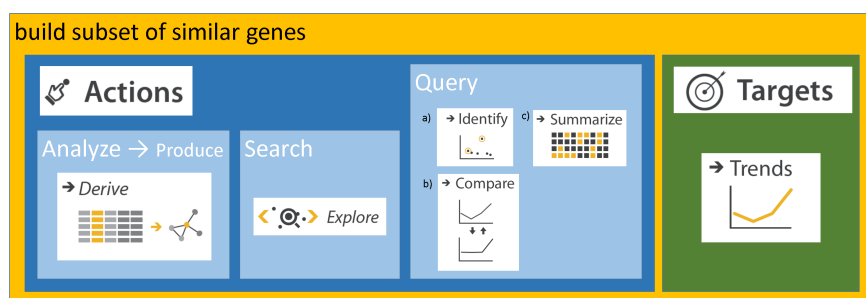 build subset of similar genes
Actions
Analyze → Produce
→ Derive
Search
Explore
Query
a) → Identify
c) → Summarize
b) → Compare
Targets
→ Trends